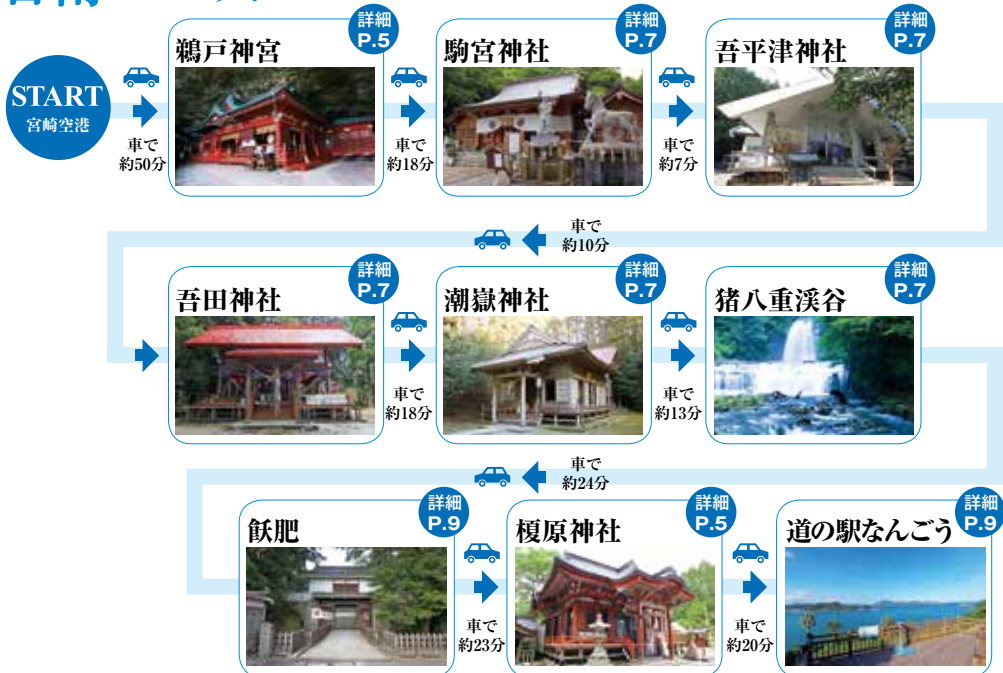 START
宮崎空港
車で
約50分
鵜戸神宮
詳細
P.5
車で
約18分
駒宮神社
詳細
P.7
車で
約7分
吾平津神社
詳細
P.7
車で
約10分
吾田神社
詳細
P.7
車で
約18分
潮嶽神社
詳細
P.7
車で
約13分
猪八重渓谷
詳細
P.7
車で
約24分
飫肥
詳細
P.9
車で
約23分
榎原神社
詳細
P.5
車で
約20分
道の駅なんごう
詳細
P.9